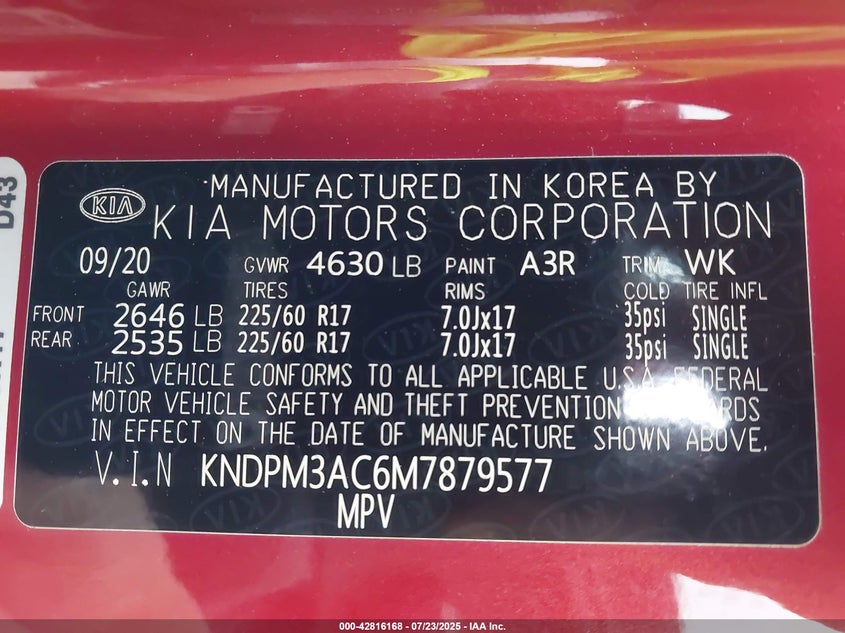 MANUFACTURED IN KOREA BY
KIA KIA MOTORS CORPORATION
09/20 GVWR 4630 LB PAINT A3R TRIM WK
GAWR TIRES RIMS COLD TIRE INFL
FRONT 2646 LB 225/60 R17 7.0Jx17 35psi SINGLE
REAR 2535 LB 225/60 R17 7.0Jx17 35psi SINGLE
THIS VEHICLE CONFORMS TO ALL APPLICABLE U.S.A. FEDERAL
MOTOR VEHICLE SAFETY AND THEFT PREVENTION
IN EFFECT ON THE DATE OF MANUFACTURE SHOWN ABOVE.
V.I.N KNDPM3AC6M7879577
MPV
D43
000-42816168 - 07/23/2025 - IAA Inc.